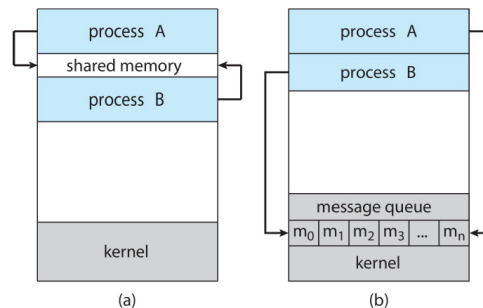 process A
shared memory
process B
kernel
(a)
process A
process B
message queue
m₀ m₁ m₂ m₃ ... mₙ
kernel
(b)